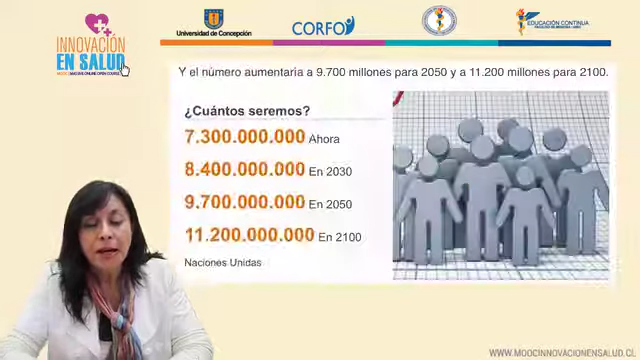 INNOVACIÓN
EN SALUD
Universidad de Concepción
CORFO
EDUCACIÓN CONTINUA
Y el número aumentaría a 9.700 millones para 2050 y a 11.200 millones para 2100.
¿Cuántos seremos?
7.300.000.000 Ahora
8.400.000.000 En 2030
9.700.000.000 En 2050
11.200.000.000 En 2100
Naciones Unidas
WWW.MOOCINNOVACIONENSALUD.CL